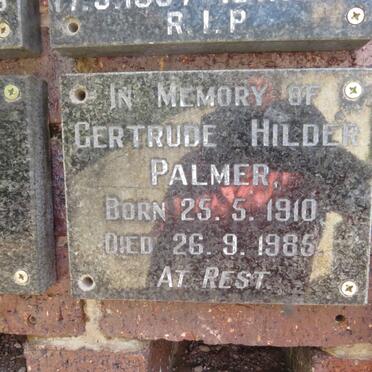 R.I.P
IN MEMORY OF
GERTRUDE HILDER
PALMER,
BORN 25.5.1910
DIED 26.9.1985
AT REST